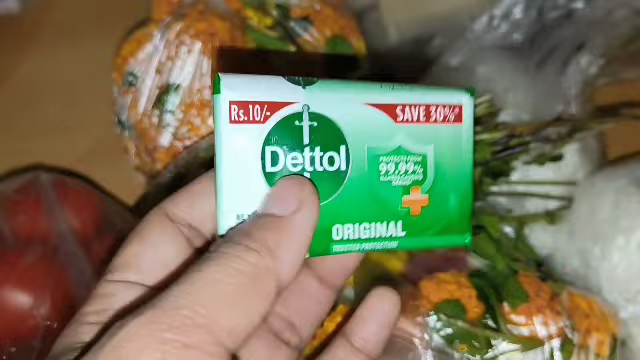 Rs.10/-
SAVE 30%*
Dettol
PROTECTS FROM
99.99%
ORIGINAL
TRUSTED PROTECTION